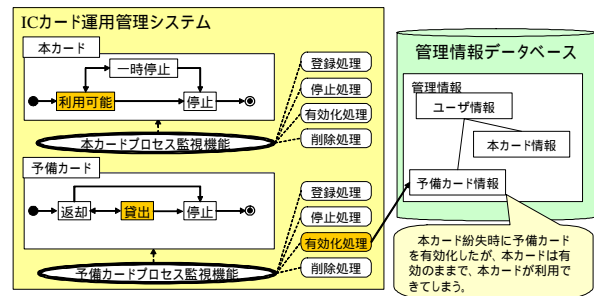 ICカード運用管理システム
本カード
一時停止
利用可能
停止
本カードプロセス監視機能
登録処理
停止処理
有効化処理
削除処理
予備カード
返却
貸出
停止
予備カードプロセス監視機能
登録処理
停止処理
有効化処理
削除処理
管理情報データベース
管理情報
ユーザ情報
本カード情報
予備カード情報
本カード紛失時に予備カード
を有効化したが、本カードは有
効のままで、本カードが利用で
きてしまう。